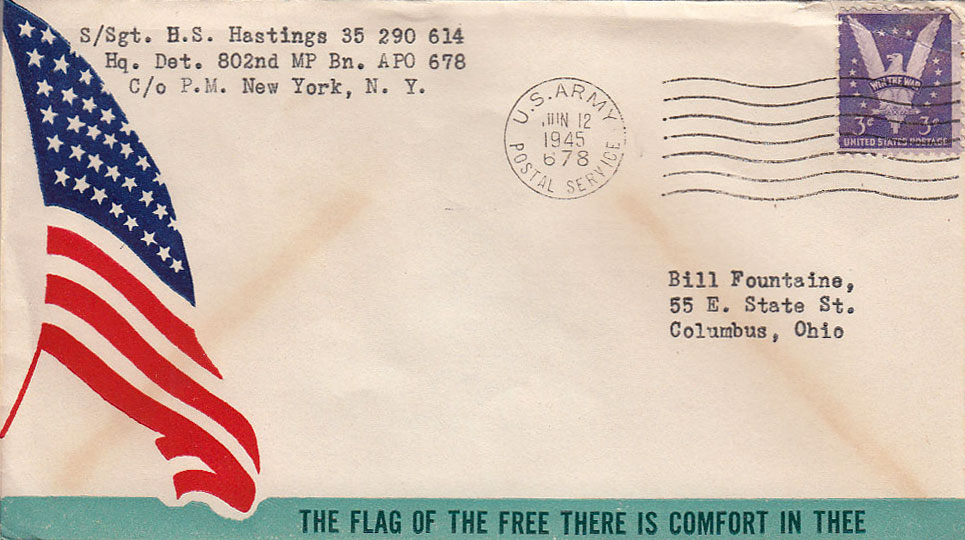 S/Sgt. H.S. Hastings 35 290 614
Hq. Det. 802nd MP Bn. APO 678
C/o P.M. New York, N. Y.
U.S. ARMY
JUN 12
1945
678
POSTAL SERVICE
WIN THE WAR
3¢ 3¢
UNITED STATES POSTAGE
Bill Fountaine,
55 E. State St.
Columbus, Ohio
THE FLAG OF THE FREE THERE IS COMFORT IN THEE